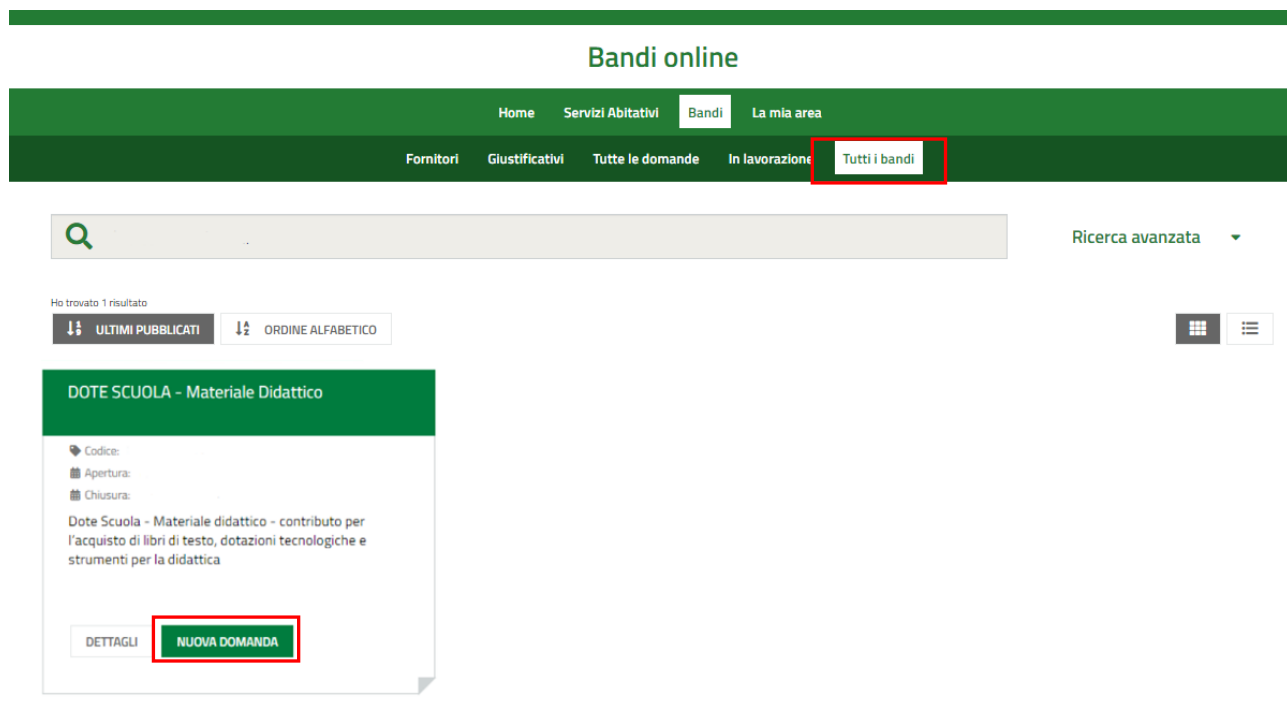 Bandi online
Home Servizi Abitativi Bandi La mia area
Fornitori Giustificativi Tutte le domande In lavorazione Tutti i bandi
Ricerca avanzata
Ho trovato 1 risultato
ULTIMI PUBBLICATI ORDINE ALFABETICO
DOTE SCUOLA - Materiale Didattico
Codice:
Apertura:
Chiusura:
Dote Scuola - Materiale didattico - contributo per
l'acquisto di libri di testo, dotazioni tecnologiche e
strumenti per la didattica
DETTAGLI NUOVA DOMANDA